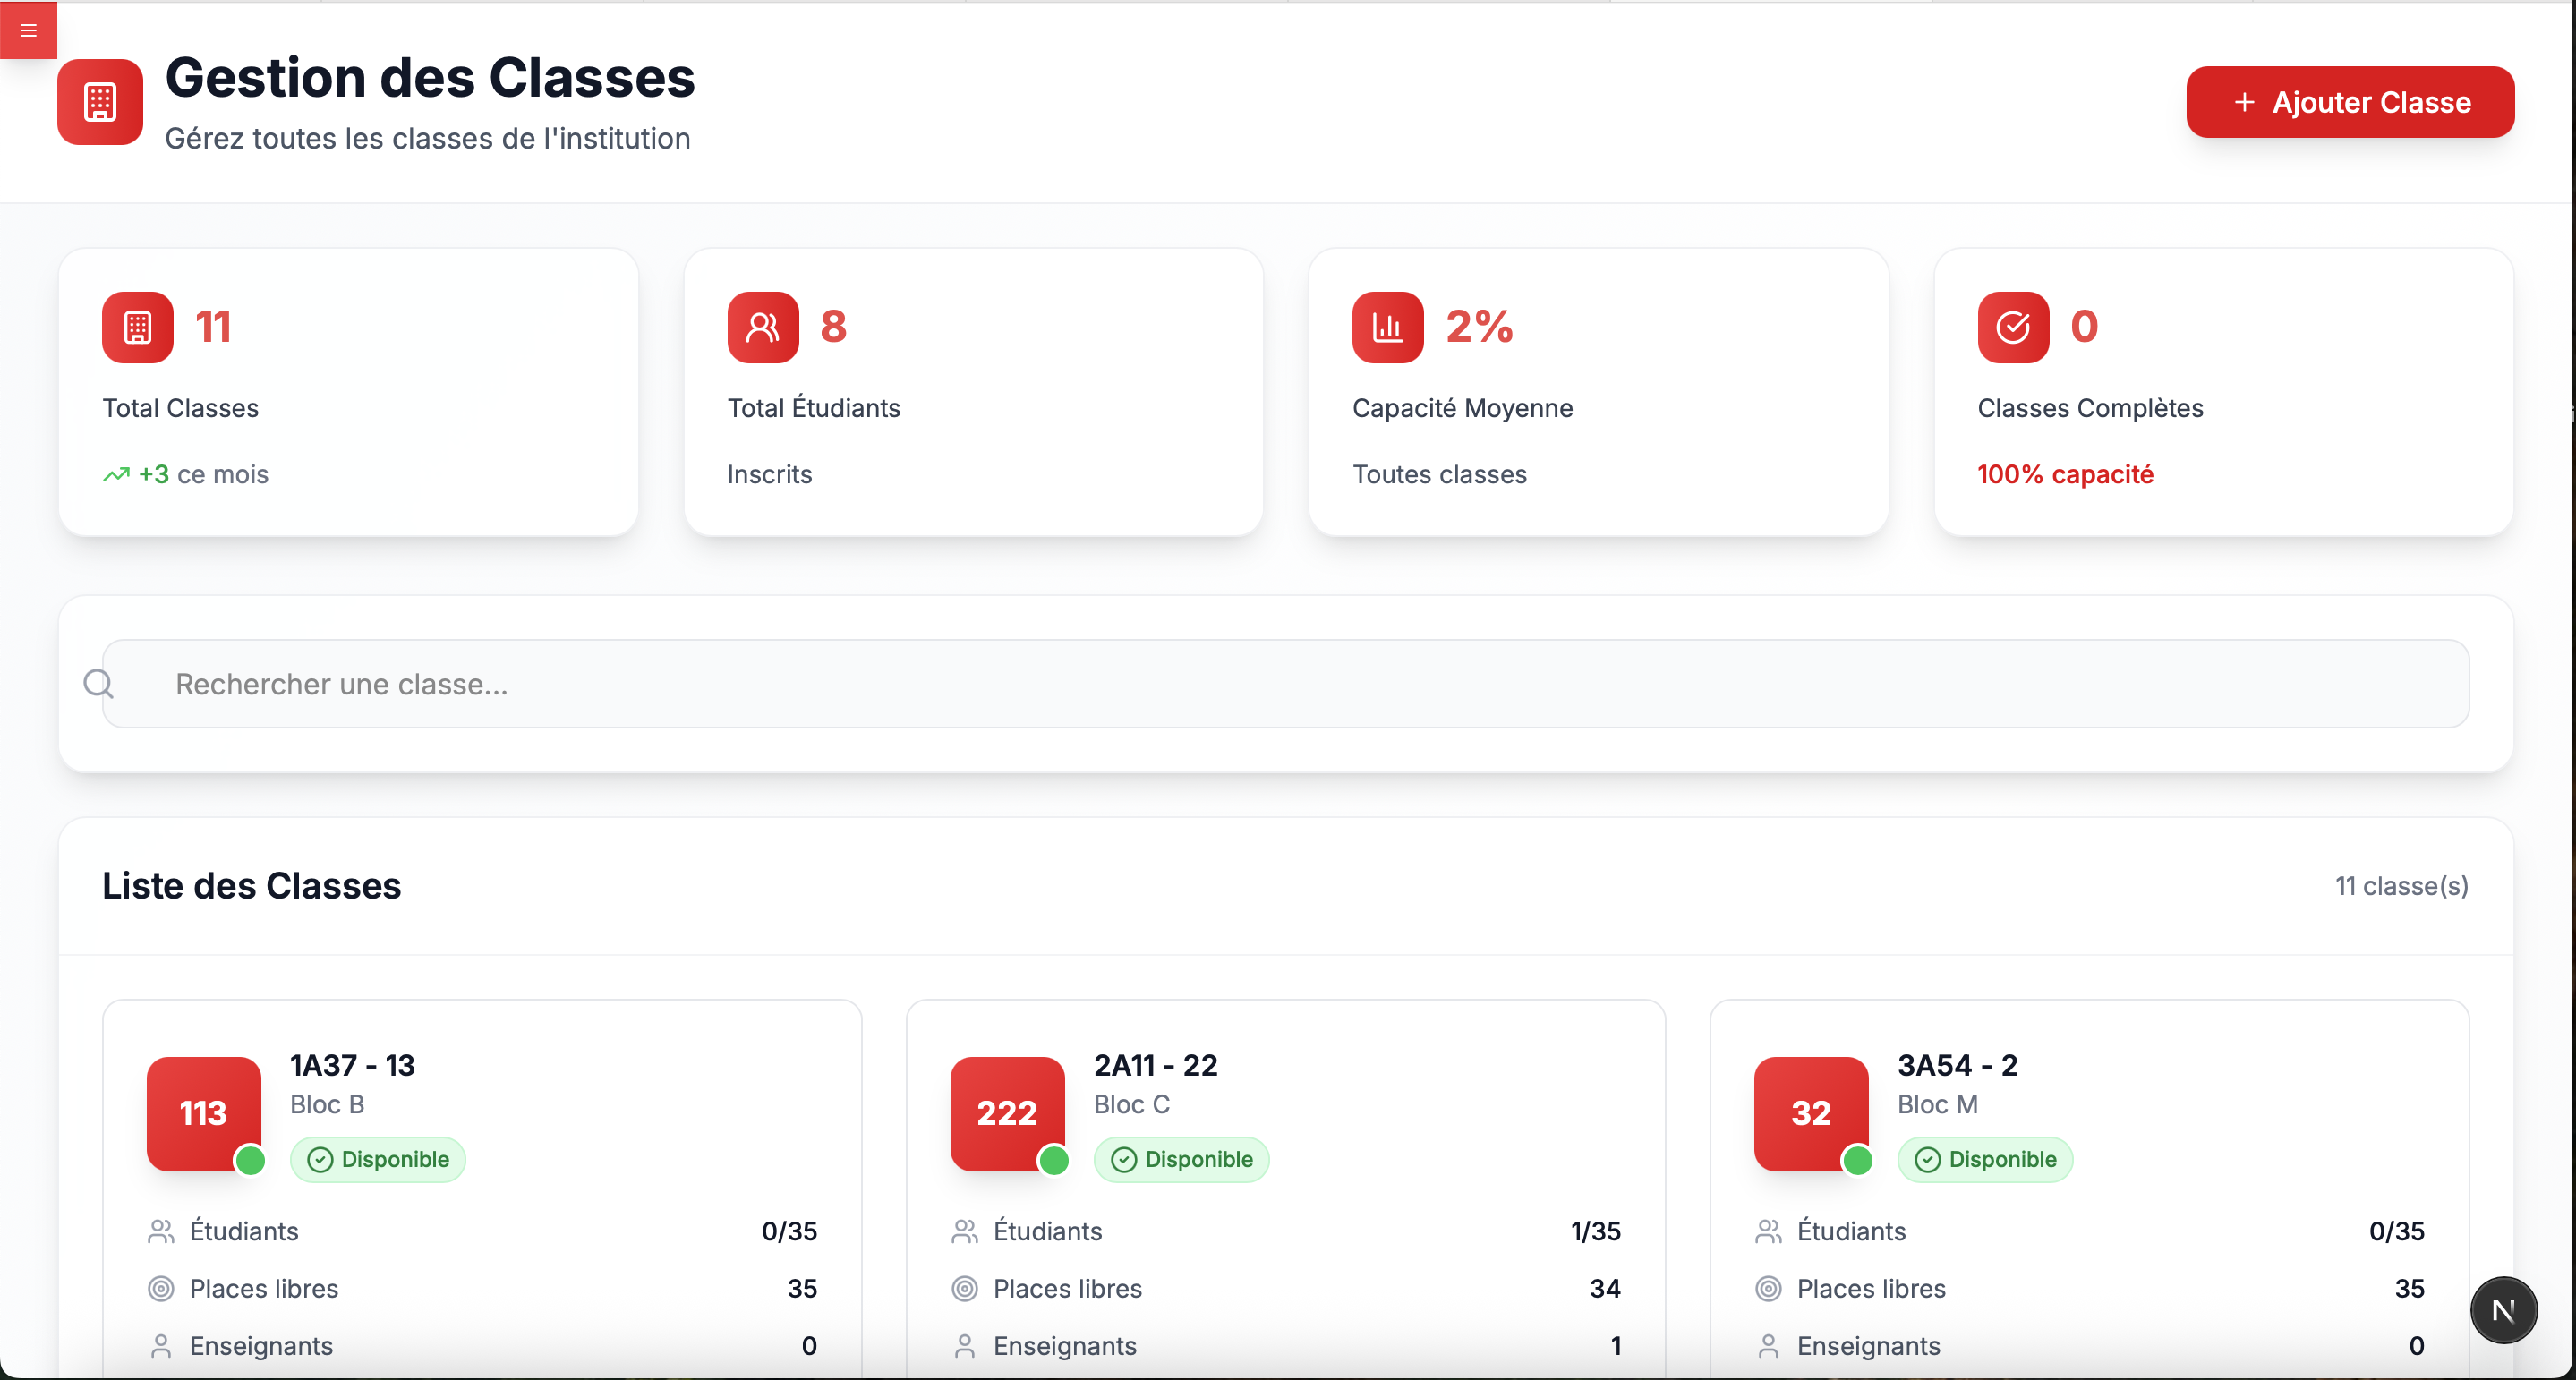 Gestion des Classes
Gérez toutes les classes de l'institution
+ Ajouter Classe
11
Total Classes
+3 ce mois
8
Total Étudiants
Inscrits
2%
Capacité Moyenne
Toutes classes
0
Classes Complètes
100% capacité
Rechercher une classe...
Liste des Classes
11 classe(s)
113
1A37 - 13
Bloc B
Disponible
Étudiants 0/35
Places libres 35
Enseignants 0
222
2A11 - 22
Bloc C
Disponible
Étudiants 1/35
Places libres 34
Enseignants 1
32
3A54 - 2
Bloc M
Disponible
Étudiants 0/35
Places libres 35
Enseignants 0
N